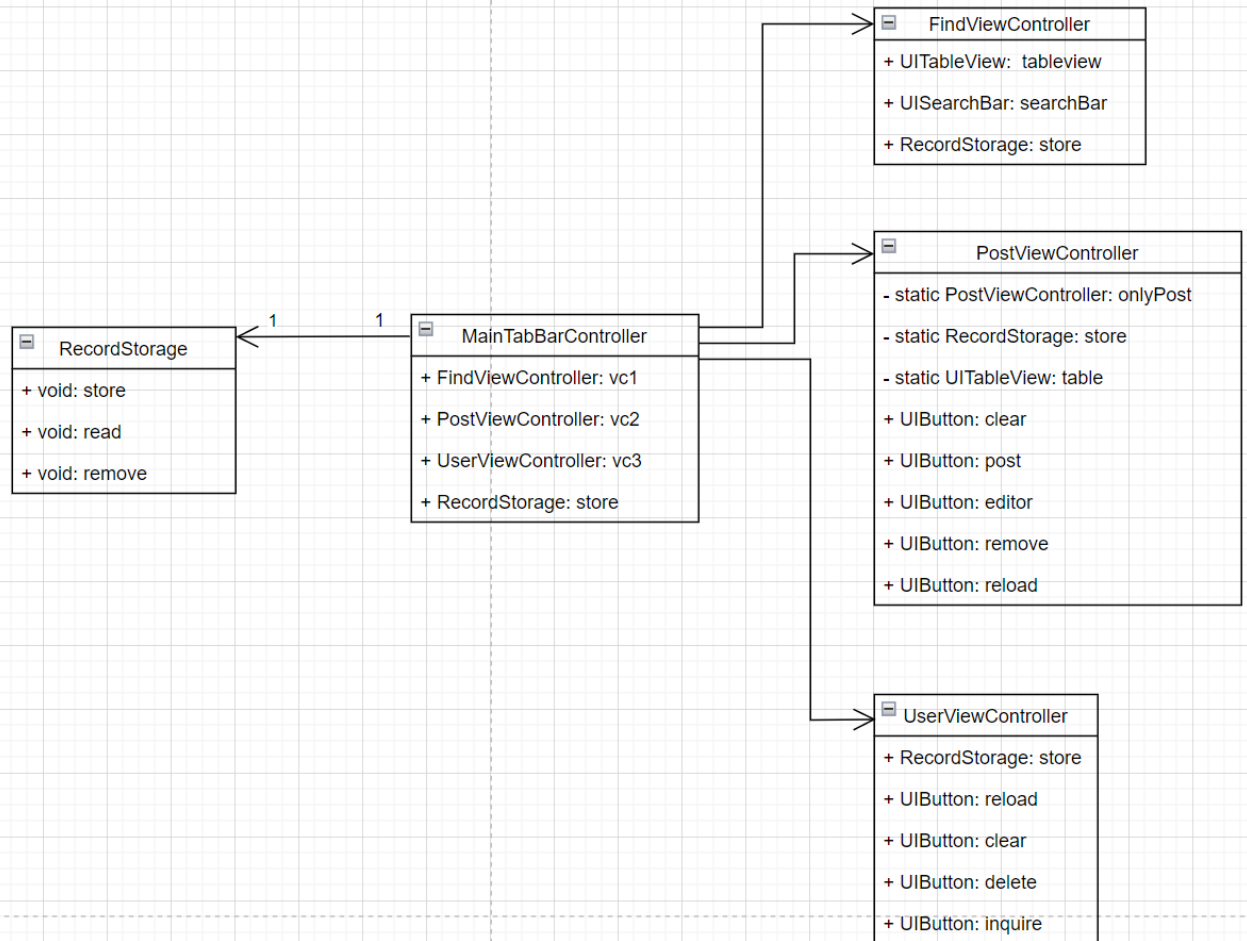 FindViewController
+ UITableView:  tableview
+ UISearchBar: searchBar
+ RecordStorage: store
PostViewController
- static PostViewController: onlyPost
- static RecordStorage: store
- static UITableView: table
+ UIButton: clear
+ UIButton: post
+ UIButton: editor
+ UIButton: remove
+ UIButton: reload
1
1
RecordStorage
+ void: store
+ void: read
+ void: remove
MainTabBarController
+ FindViewController: vc1
+ PostViewController: vc2
+ UserViewController: vc3
+ RecordStorage: store
UserViewController
+ RecordStorage: store
+ UIButton: reload
+ UIButton: clear
+ UIButton: delete
+ UIButton: inquire